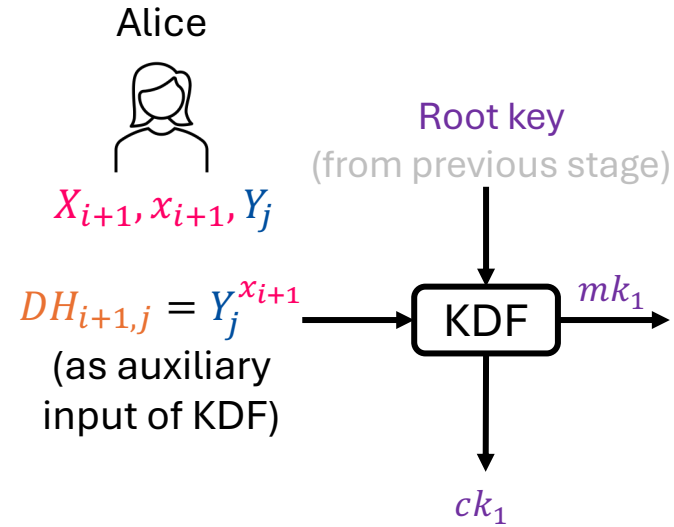 Alice
Root key
(from previous stage)
X_{i+1}, x_{i+1}, Y_j
DH_{i+1,j} = Y_j^{x_{i+1}}
(as auxiliary
input of KDF)
KDF
mk_1
ck_1